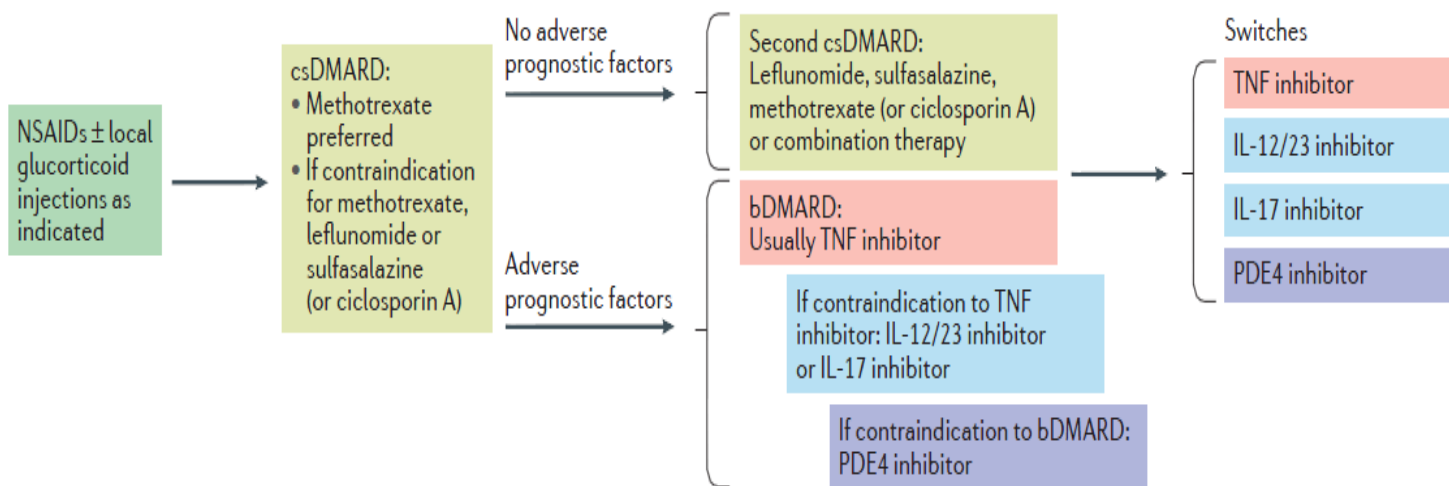 NSAIDs ± local
glucorticoid
injections as
indicated
csDMARD:
• Methotrexate
preferred
• If contraindication
for methotrexate,
leflunomide or
sulfasalazine
(or ciclosporin A)
No adverse
prognostic factors
Adverse
prognostic factors
Second csDMARD:
Leflunomide, sulfasalazine,
methotrexate (or ciclosporin A)
or combination therapy
bDMARD:
Usually TNF inhibitor
If contraindication to TNF
inhibitor: IL-12/23 inhibitor
or IL-17 inhibitor
If contraindication to bDMARD:
PDE4 inhibitor
Switches
TNF inhibitor
IL-12/23 inhibitor
IL-17 inhibitor
PDE4 inhibitor